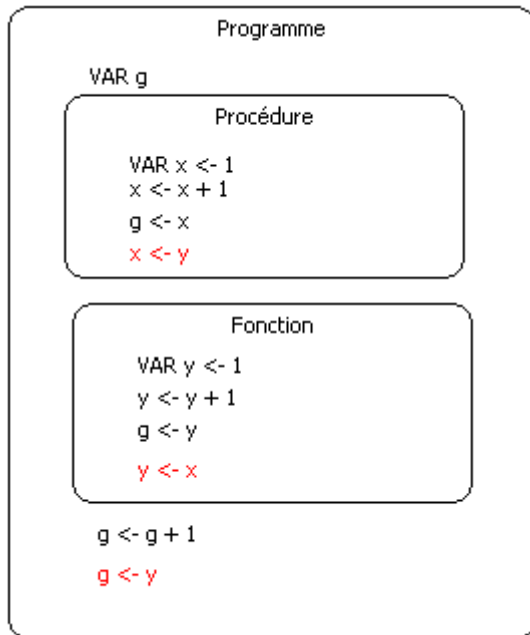 Programme
VAR g
Procédure
VAR x <- 1
x <- x + 1
g <- x
x <- y
Fonction
VAR y <- 1
y <- y + 1
g <- y
y <- x
g <- g + 1
g <- y